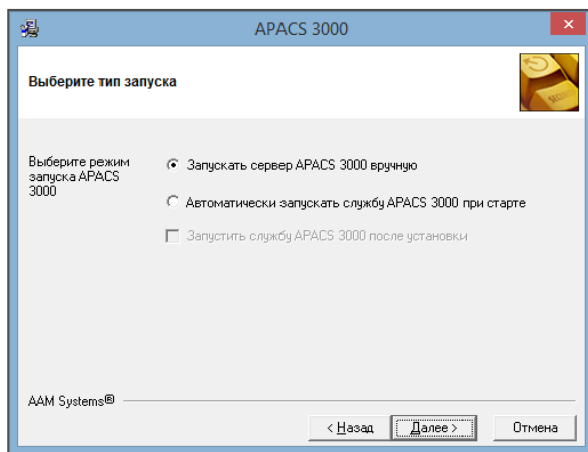 APACS 3000
Выберите тип запуска
Выберите режим
запуска APACS
3000
Запускать сервер APACS 3000 вручную
Автоматически запускать службу APACS 3000 при старте
Запустить службу APACS 3000 после установки
AAM Systems®
< Назад
Далее >
Отмена